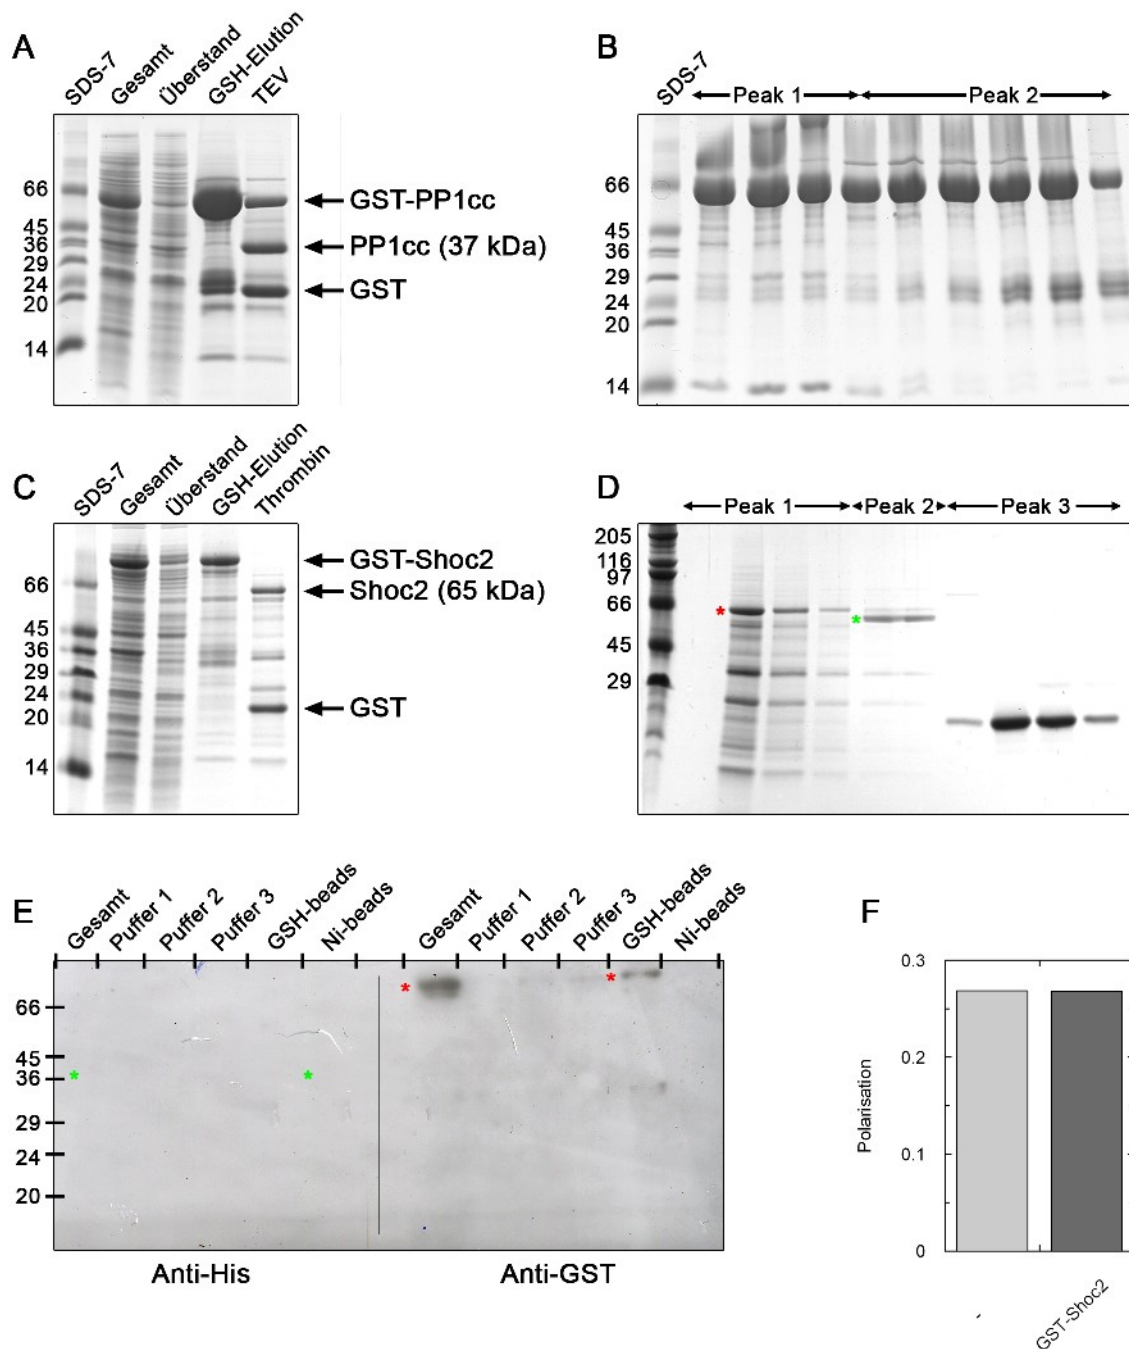 A
SDS-7
Gesamt
Überstand
GSH-Elution
TEV
66
45
36
29
24
20
14
GST-PP1cc
PP1cc (37 kDa)
GST
B
SDS-7
Peak 1
Peak 2
66
45
36
29
24
20
14
C
SDS-7
Gesamt
Überstand
GSH-Elution
Thrombin
66
45
36
29
24
20
14
GST-Shoc2
Shoc2 (65 kDa)
GST
D
Peak 1
Peak 2
Peak 3
205
116
97
66
45
29
*
*
E
Gesamt
Puffer 1
Puffer 2
Puffer 3
GSH-beads
Ni-beads
Gesamt
Puffer 1
Puffer 2
Puffer 3
GSH-beads
Ni-beads
66
45
36
29
24
20
*
*
*
*
Anti-His
Anti-GST
F
Polarisation
0.3
0.2
0.1
0
-
GST-Shoc2